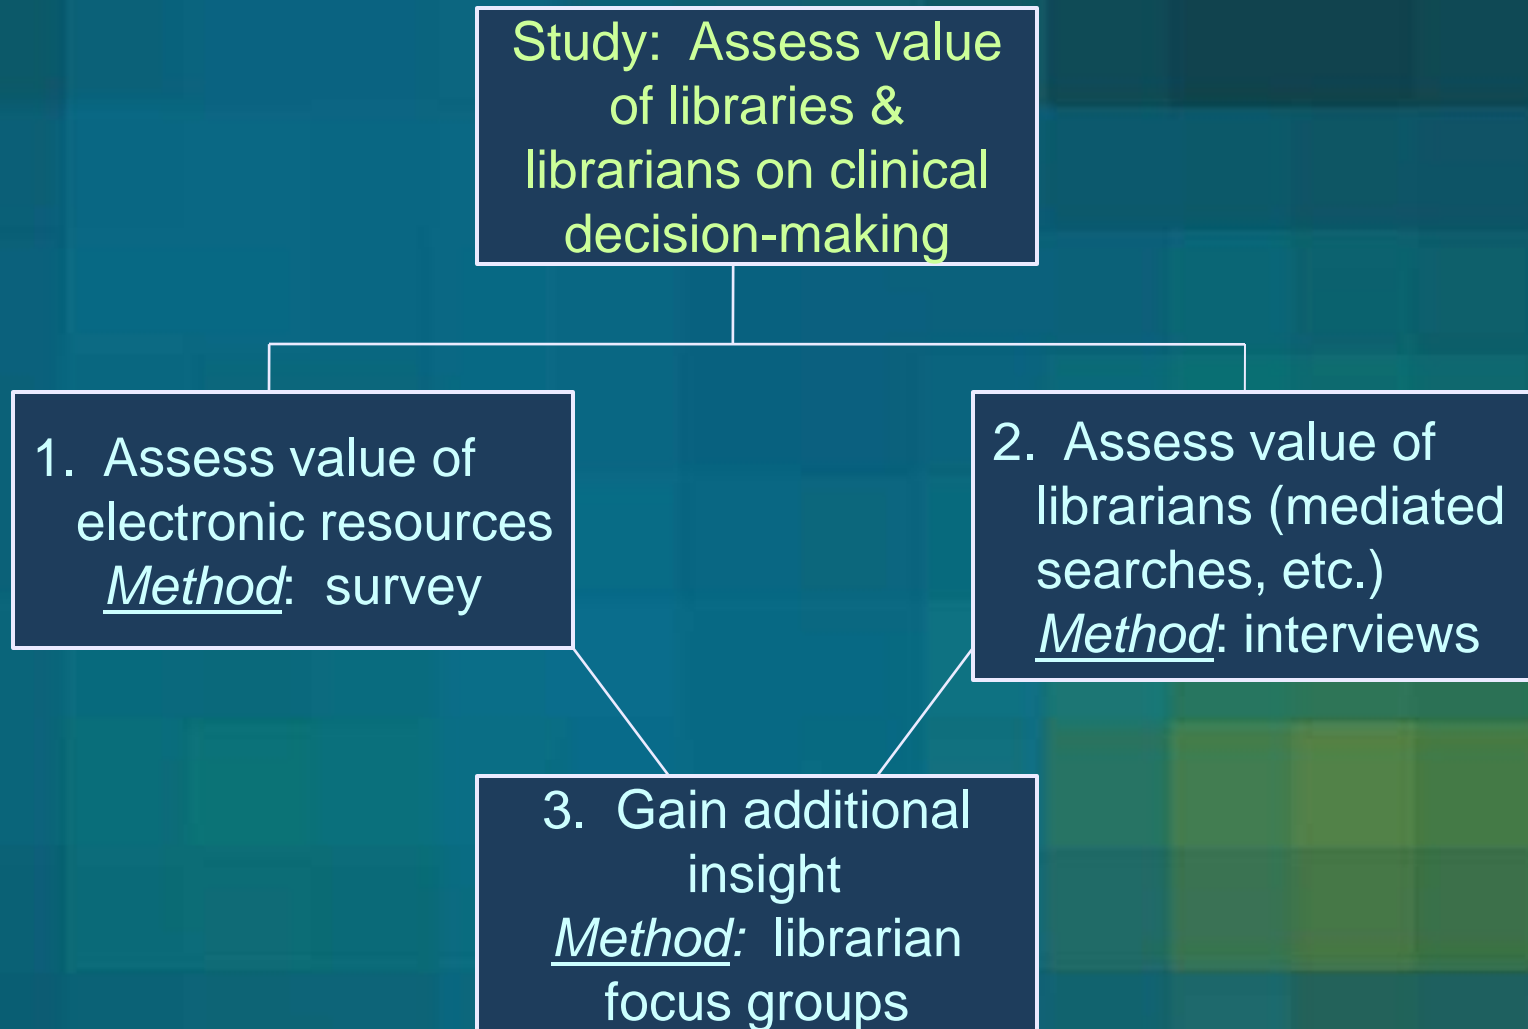 Study: Assess value
of libraries &
librarians on clinical
decision-making
1. Assess value of
electronic resources
Method: survey
2. Assess value of
librarians (mediated
searches, etc.)
Method: interviews
3. Gain additional
insight
Method: librarian
focus groups